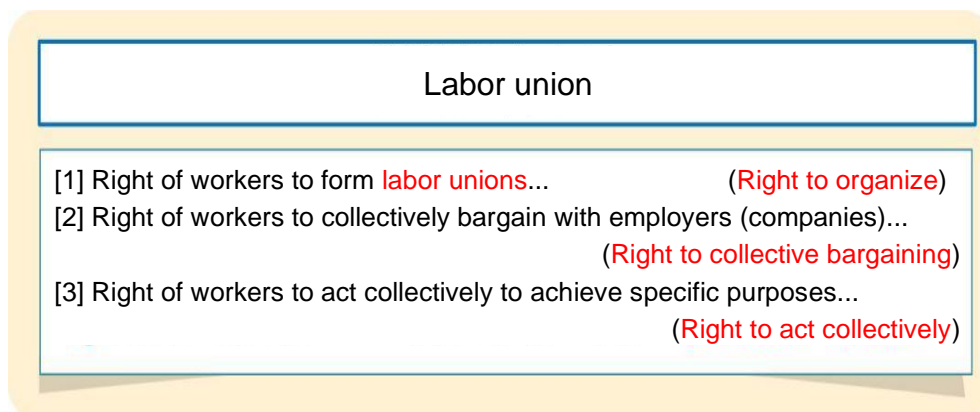 Labor union
[1] Right of workers to form labor unions... (Right to organize)
[2] Right of workers to collectively bargain with employers (companies)...
(Right to collective bargaining)
[3] Right of workers to act collectively to achieve specific purposes...
(Right to act collectively)